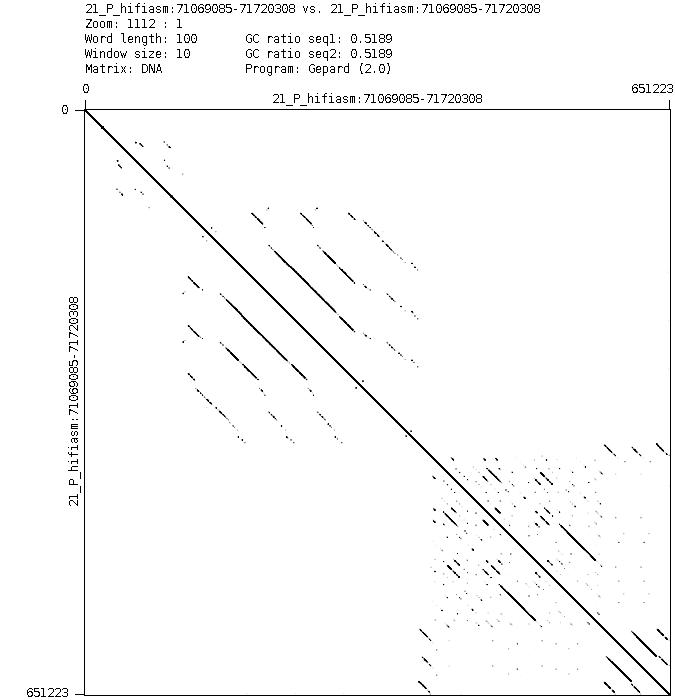 21_P_hifiasm:71069085-71720308 vs. 21_P_hifiasm:71069085-71720308
Zoom: 1112 : 1
Word length: 100 GC ratio seq1: 0.5189
Window size: 10 GC ratio seq2: 0.5189
Matrix: DNA Program: Gepard (2.0)
0 651223
21_P_hifiasm:71069085-71720308
0
21_P_hifiasm:71069085-71720308
651223